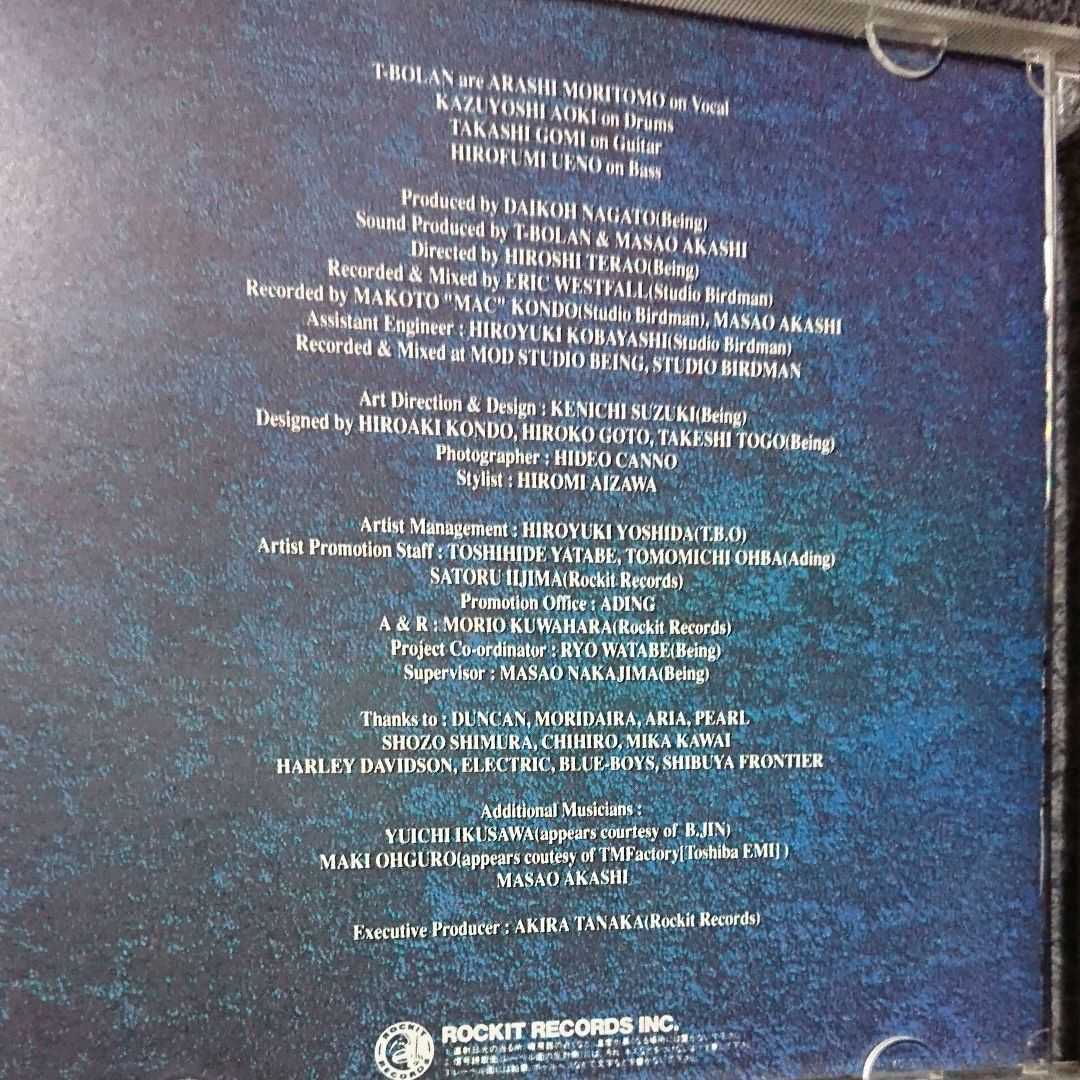 T-BOLAN are ARASHI MORITOMO on Vocal
KAZUYOSHI AOKI on Drums
TAKASHI GOMI on Guitar
HIROFUMI UENO on Bass
Produced by DAIKOH NAGATO(Being)
Sound Produced by T-BOLAN & MASAO AKASHI
Directed by HIROSHI TERAO(Being)
Recorded & Mixed by ERIC WESTFALL(Studio Birdman)
Recorded by MAKOTO "MAC" KONDO(Studio Birdman), MASAO AKASHI
Assistant Engineer : HIROYUKI KOBAYASHI(Studio Birdman)
Recorded & Mixed at MOD STUDIO BEING, STUDIO BIRDMAN
Art Direction & Design : KENICHI SUZUKI(Being)
Designed by HIROAKI KONDO, HIROKO GOTO, TAKESHI TOGO(Being)
Photographer : HIDEO CANNO
Stylist : HIROMI AIZAWA
Artist Management : HIROYUKI YOSHIDA(T.B.O)
Artist Promotion Staff : TOSHIHIDE YATABE, TOMOMICHI OHBA(Ading)
SATORU IIJIMA(Rockit Records)
Promotion Office : ADING
A & R : MORIO KUWAHARA(Rockit Records)
Project Co-ordinator : RYO WATABE(Being)
Supervisor : MASAO NAKAJIMA(Being)
Thanks to : DUNCAN, MORIDAIRA, ARIA, PEARL
SHOZO SHIMURA, CHIHIRO, MIKA KAWAI
HARLEY DAVIDSON, ELECTRIC, BLUE-BOYS, SHIBUYA FRONTIER
Additional Musicians :
YUICHI IKUSAWA(appears courtesy of B.JIN)
MAKI OHGURO(appears coutesy of TMFactory[Toshiba EMI])
MASAO AKASHI
Executive Producer : AKIRA TANAKA(Rockit Records)
ROCKIT RECORDS
ROCKIT RECORDS INC.